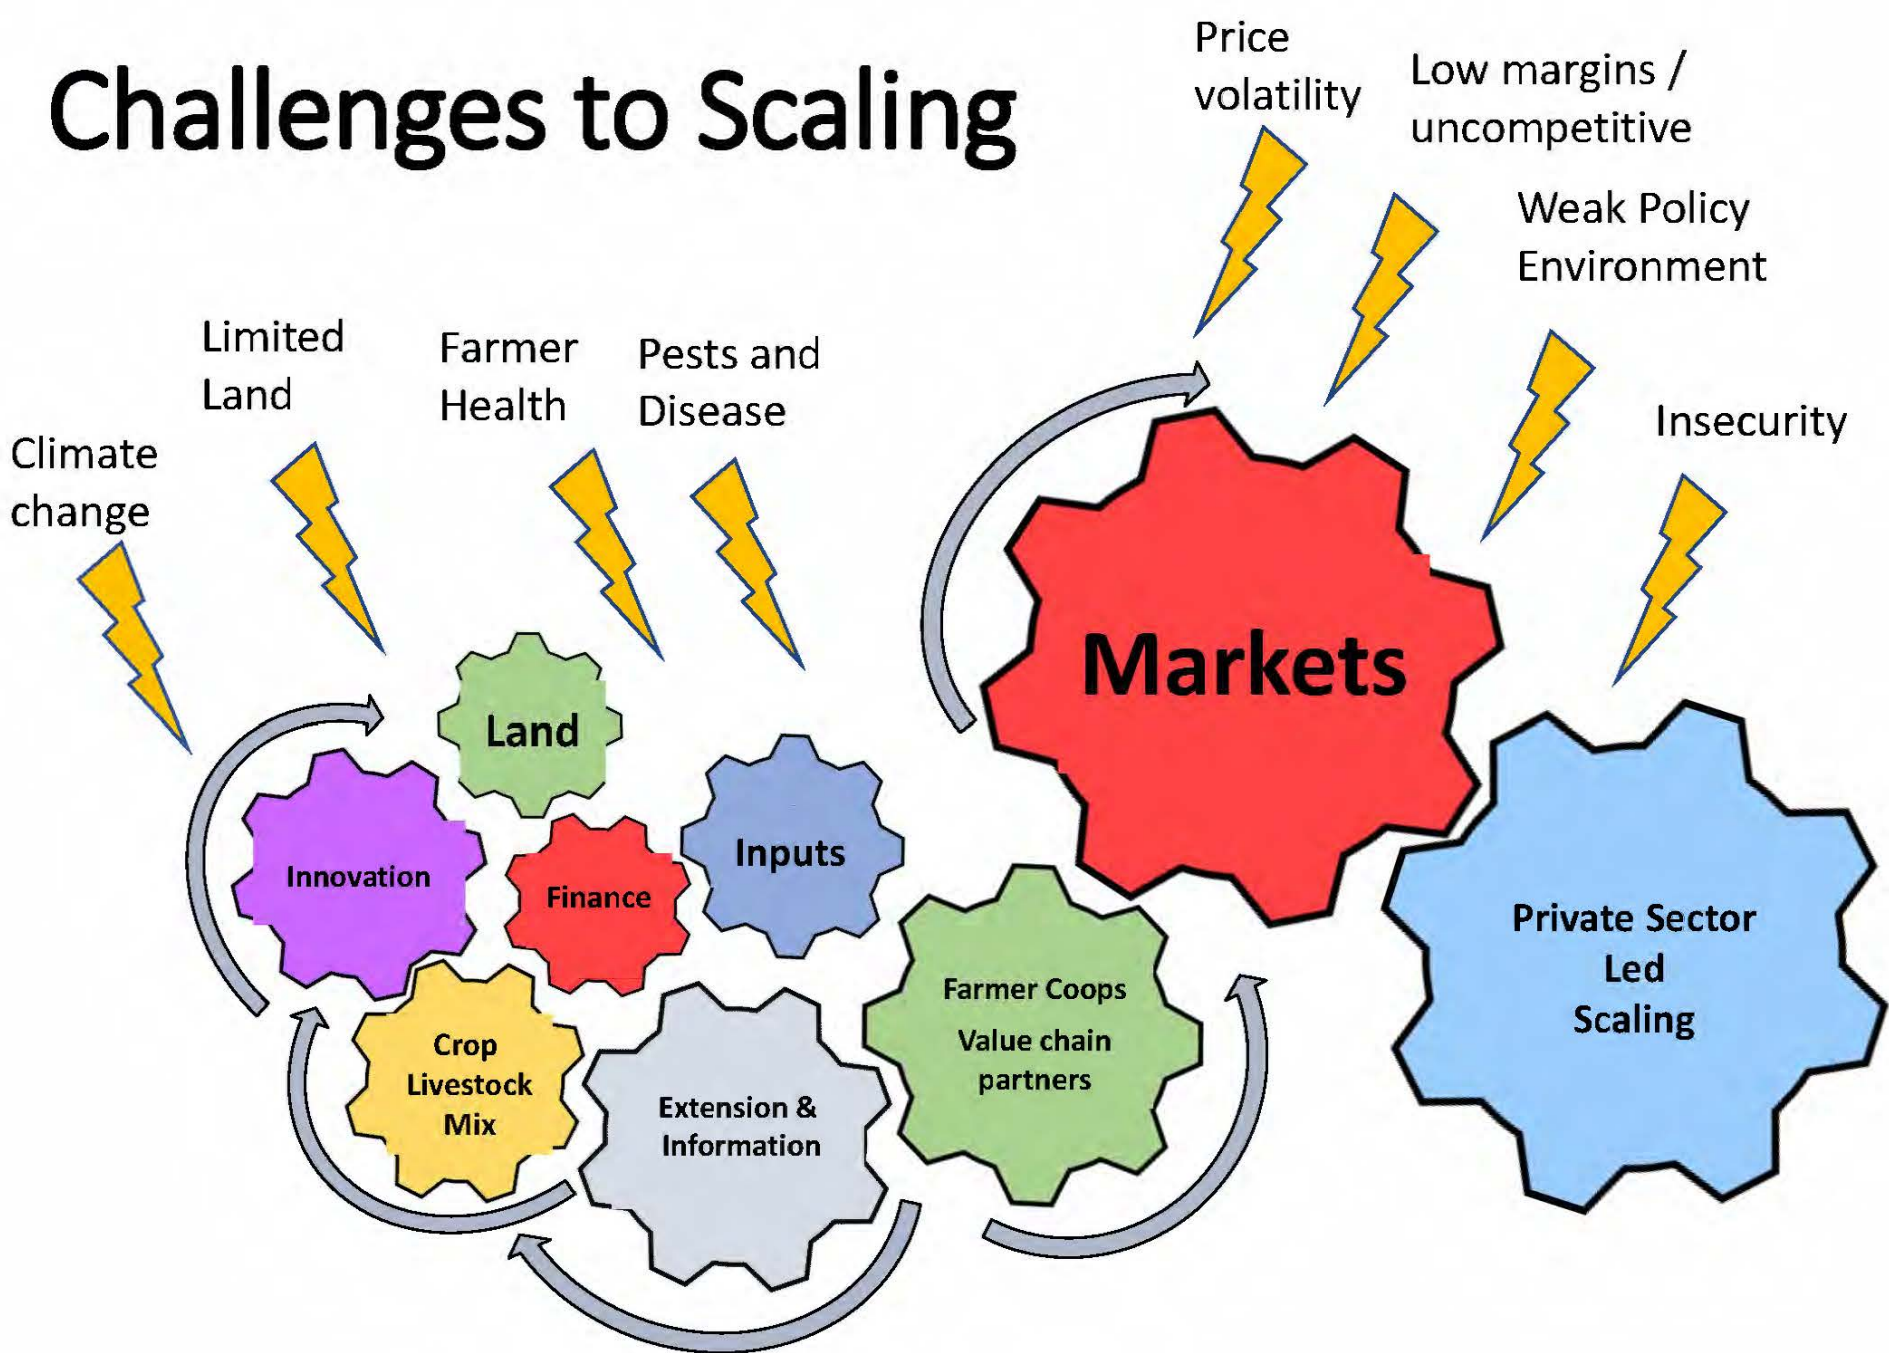 Challenges to Scaling
Price
volatility
Low margins /
uncompetitive
Weak Policy
Environment
Insecurity
Limited
Land
Farmer
Health
Pests and
Disease
Climate
change
Land
Innovation
Finance
Inputs
Markets
Crop
Livestock
Mix
Extension &
Information
Farmer Coops
Value chain
partners
Private Sector
Led
Scaling